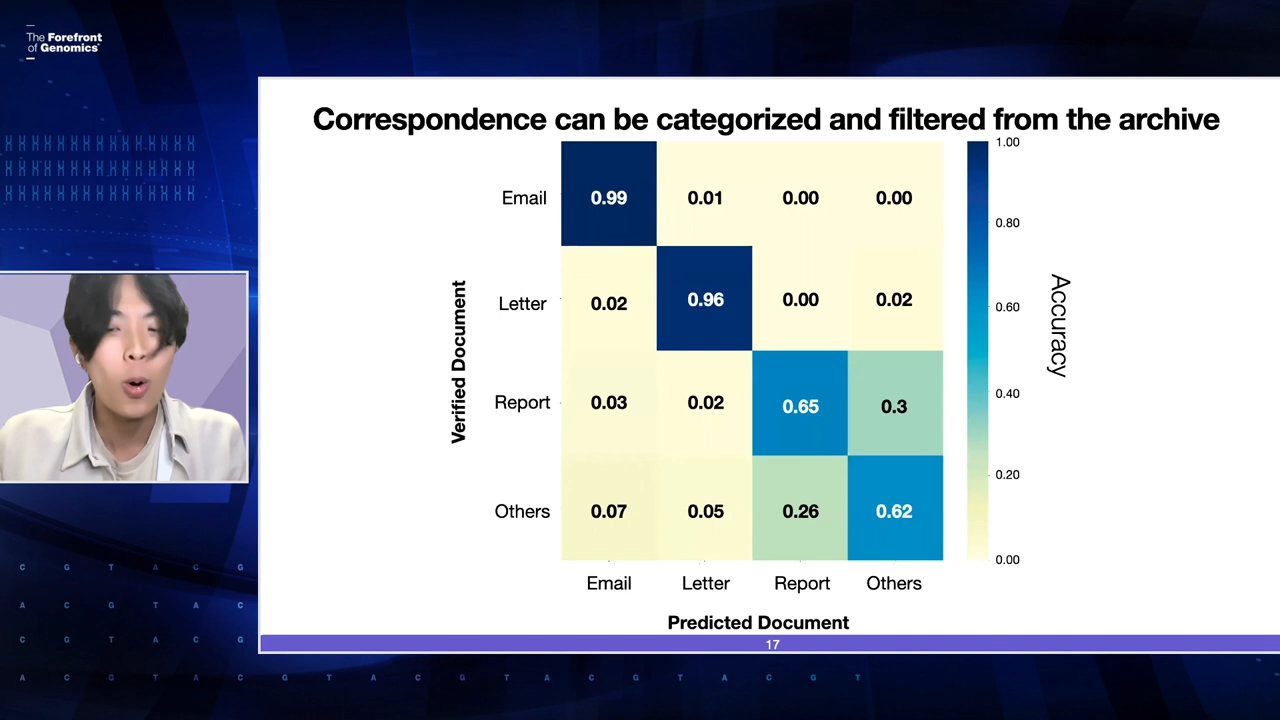 The Forefront
of Genomics®
Correspondence can be categorized and filtered from the archive
Verified Document
Email
0.99
0.01
0.00
0.00
Letter
0.02
0.96
0.00
0.02
Report
0.03
0.02
0.65
0.3
Others
0.07
0.05
0.26
0.62
Email
Letter
Report
Others
Predicted Document
1.00
0.80
0.60
0.40
0.20
0.00
Accuracy
17
C G T A C G
A C G T A C
C G T A C G
A C G T A C G T A C G T A C G T A C G T